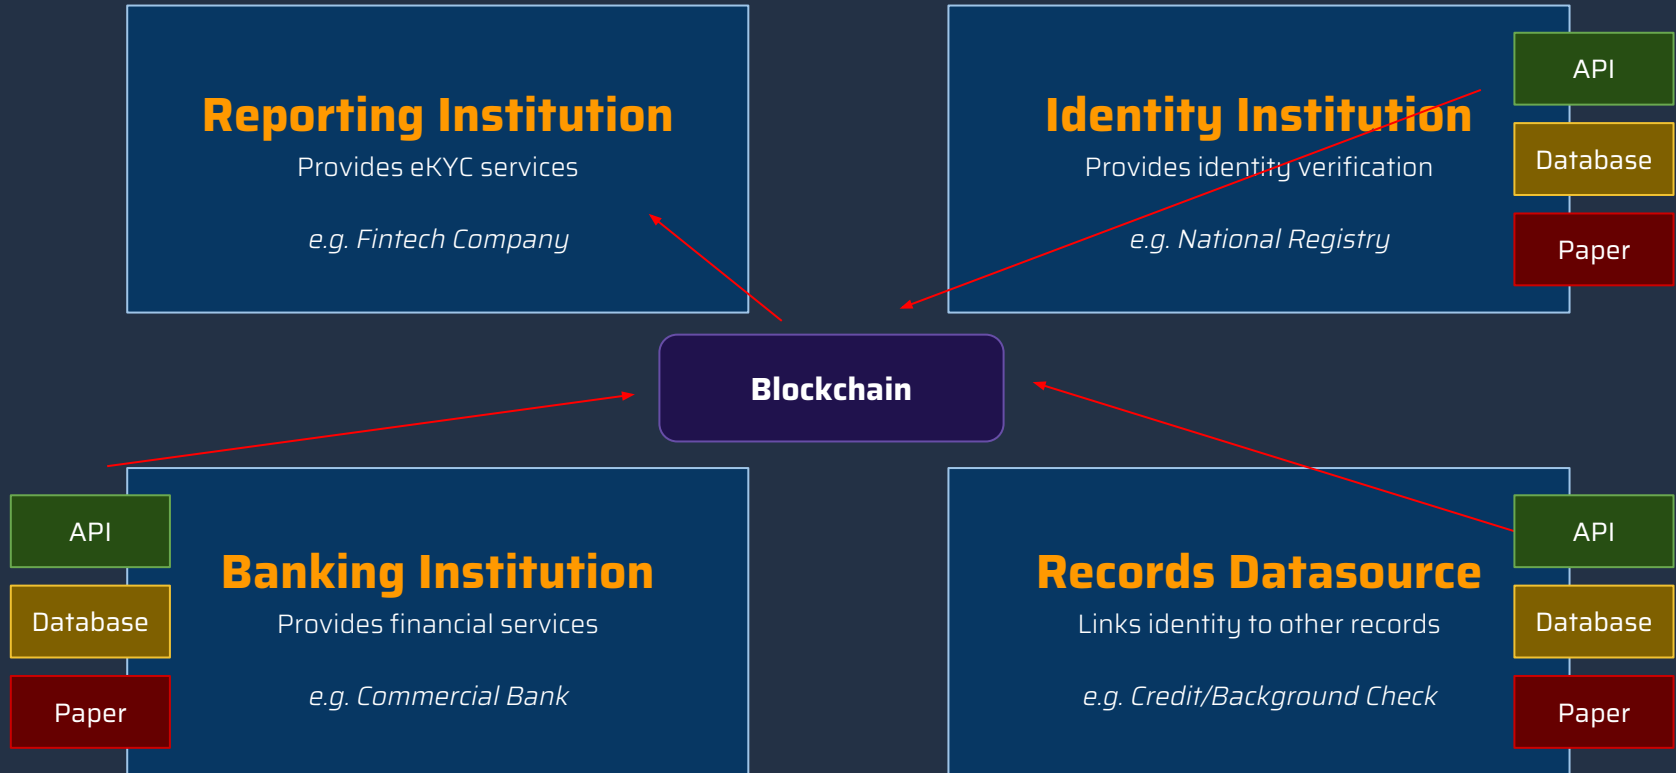 Reporting Institution
Provides eKYC services
e.g. Fintech Company
Identity Institution
Provides identity verification
e.g. National Registry
API
Database
Paper
Blockchain
API
Database
Paper
Banking Institution
Provides financial services
e.g. Commercial Bank
Records Datasource
Links identity to other records
e.g. Credit/Background Check
API
Database
Paper